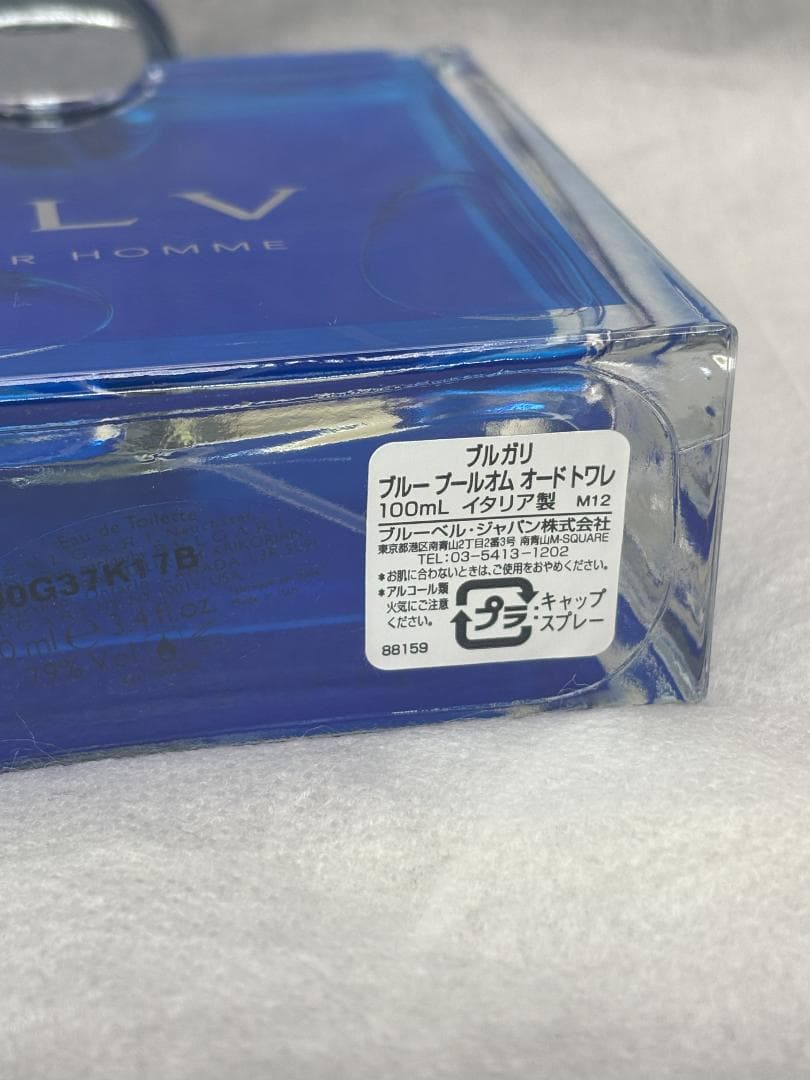 L V
R HOMME
ブルガリ
ブルー プールオム オードトワレ
100mL イタリア製 M12
ブルーベル・ジャパン株式会社
東京都港区南青山2丁目2番3号 南青山M-SQUARE
TEL:03-5413-1202
*お肌に合わないときは、ご使用をおやめください。
*アルコール類
火気にご注意
ください。
プラ :キャップ
スプレー
88159
Eau de Toilette
0G37K17B
0 ml e 3.4 fl.oz.
79% Vol